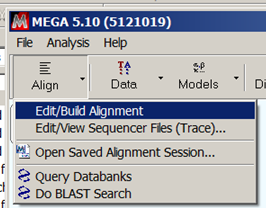 MEGA 5.10 (5121019)
File Analysis Help
Align Data Models
Edit/Build Alignment
Edit/View Sequencer Files (Trace)...
Open Saved Alignment Session...
Query Databanks
Do BLAST Search